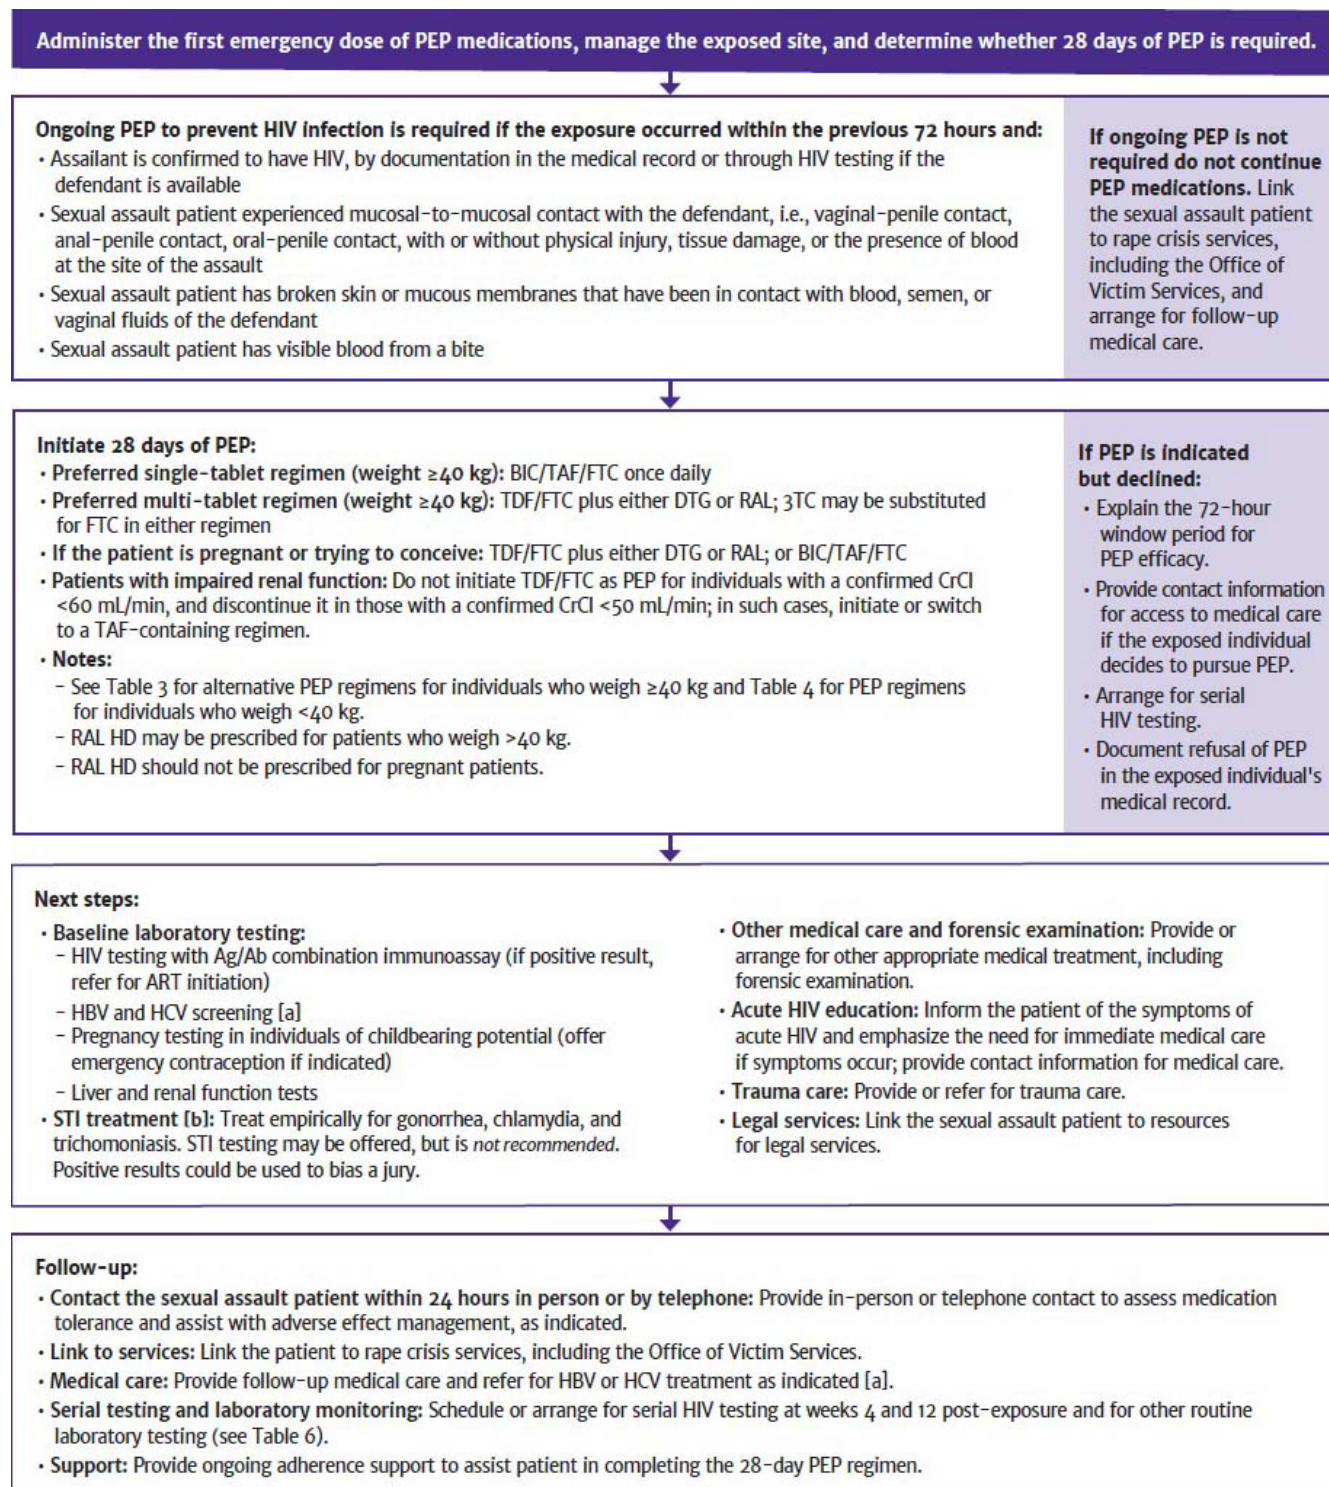 Administer the first emergency dose of PEP medications, manage the exposed site, and determine whether 28 days of PEP is required.
Ongoing PEP to prevent HIV infection is required if the exposure occurred within the previous 72 hours and:
• Assailant is confirmed to have HIV, by documentation in the medical record or through HIV testing if the
defendant is available
• Sexual assault patient experienced mucosal-to-mucosal contact with the defendant, i.e., vaginal-penile contact,
anal-penile contact, oral-penile contact, with or without physical injury, tissue damage, or the presence of blood
at the site of the assault
• Sexual assault patient has broken skin or mucous membranes that have been in contact with blood, semen, or
vaginal fluids of the defendant
• Sexual assault patient has visible blood from a bite
If ongoing PEP is not
required do not continue
PEP medications. Link
the sexual assault patient
to rape crisis services,
including the Office of
Victim Services, and
arrange for follow-up
medical care.
Initiate 28 days of PEP:
• Preferred single-tablet regimen (weight ≥40 kg): BIC/TAF/FTC once daily
• Preferred multi-tablet regimen (weight ≥40 kg): TDF/FTC plus either DTG or RAL; 3TC may be substituted
for FTC in either regimen
• If the patient is pregnant or trying to conceive: TDF/FTC plus either DTG or RAL; or BIC/TAF/FTC
• Patients with impaired renal function: Do not initiate TDF/FTC as PEP for individuals with a confirmed CrCl
<60 mL/min, and discontinue it in those with a confirmed CrCl <50 mL/min; in such cases, initiate or switch
to a TAF-containing regimen.
• Notes:
– See Table 3 for alternative PEP regimens for individuals who weigh ≥40 kg and Table 4 for PEP regimens
for individuals who weigh <40 kg.
– RAL HD may be prescribed for patients who weigh >40 kg.
– RAL HD should not be prescribed for pregnant patients.
If PEP is indicated
but declined:
• Explain the 72-hour
window period for
PEP efficacy.
• Provide contact information
for access to medical care
if the exposed individual
decides to pursue PEP.
• Arrange for serial
HIV testing.
• Document refusal of PEP
in the exposed individual's
medical record.
Next steps:
• Baseline laboratory testing:
– HIV testing with Ag/Ab combination immunoassay (if positive result,
refer for ART initiation)
– HBV and HCV screening [a]
– Pregnancy testing in individuals of childbearing potential (offer
emergency contraception if indicated)
– Liver and renal function tests
• STI treatment [b]: Treat empirically for gonorrhea, chlamydia, and
trichomoniasis. STI testing may be offered, but is not recommended.
Positive results could be used to bias a jury.
• Other medical care and forensic examination: Provide or
arrange for other appropriate medical treatment, including
forensic examination.
• Acute HIV education: Inform the patient of the symptoms of
acute HIV and emphasize the need for immediate medical care
if symptoms occur; provide contact information for medical care.
• Trauma care: Provide or refer for trauma care.
• Legal services: Link the sexual assault patient to resources
for legal services.
Follow-up:
• Contact the sexual assault patient within 24 hours in person or by telephone: Provide in-person or telephone contact to assess medication
tolerance and assist with adverse effect management, as indicated.
• Link to services: Link the patient to rape crisis services, including the Office of Victim Services.
• Medical care: Provide follow-up medical care and refer for HBV or HCV treatment as indicated [a].
• Serial testing and laboratory monitoring: Schedule or arrange for serial HIV testing at weeks 4 and 12 post-exposure and for other routine
laboratory testing (see Table 6).
• Support: Provide ongoing adherence support to assist patient in completing the 28-day PEP regimen.